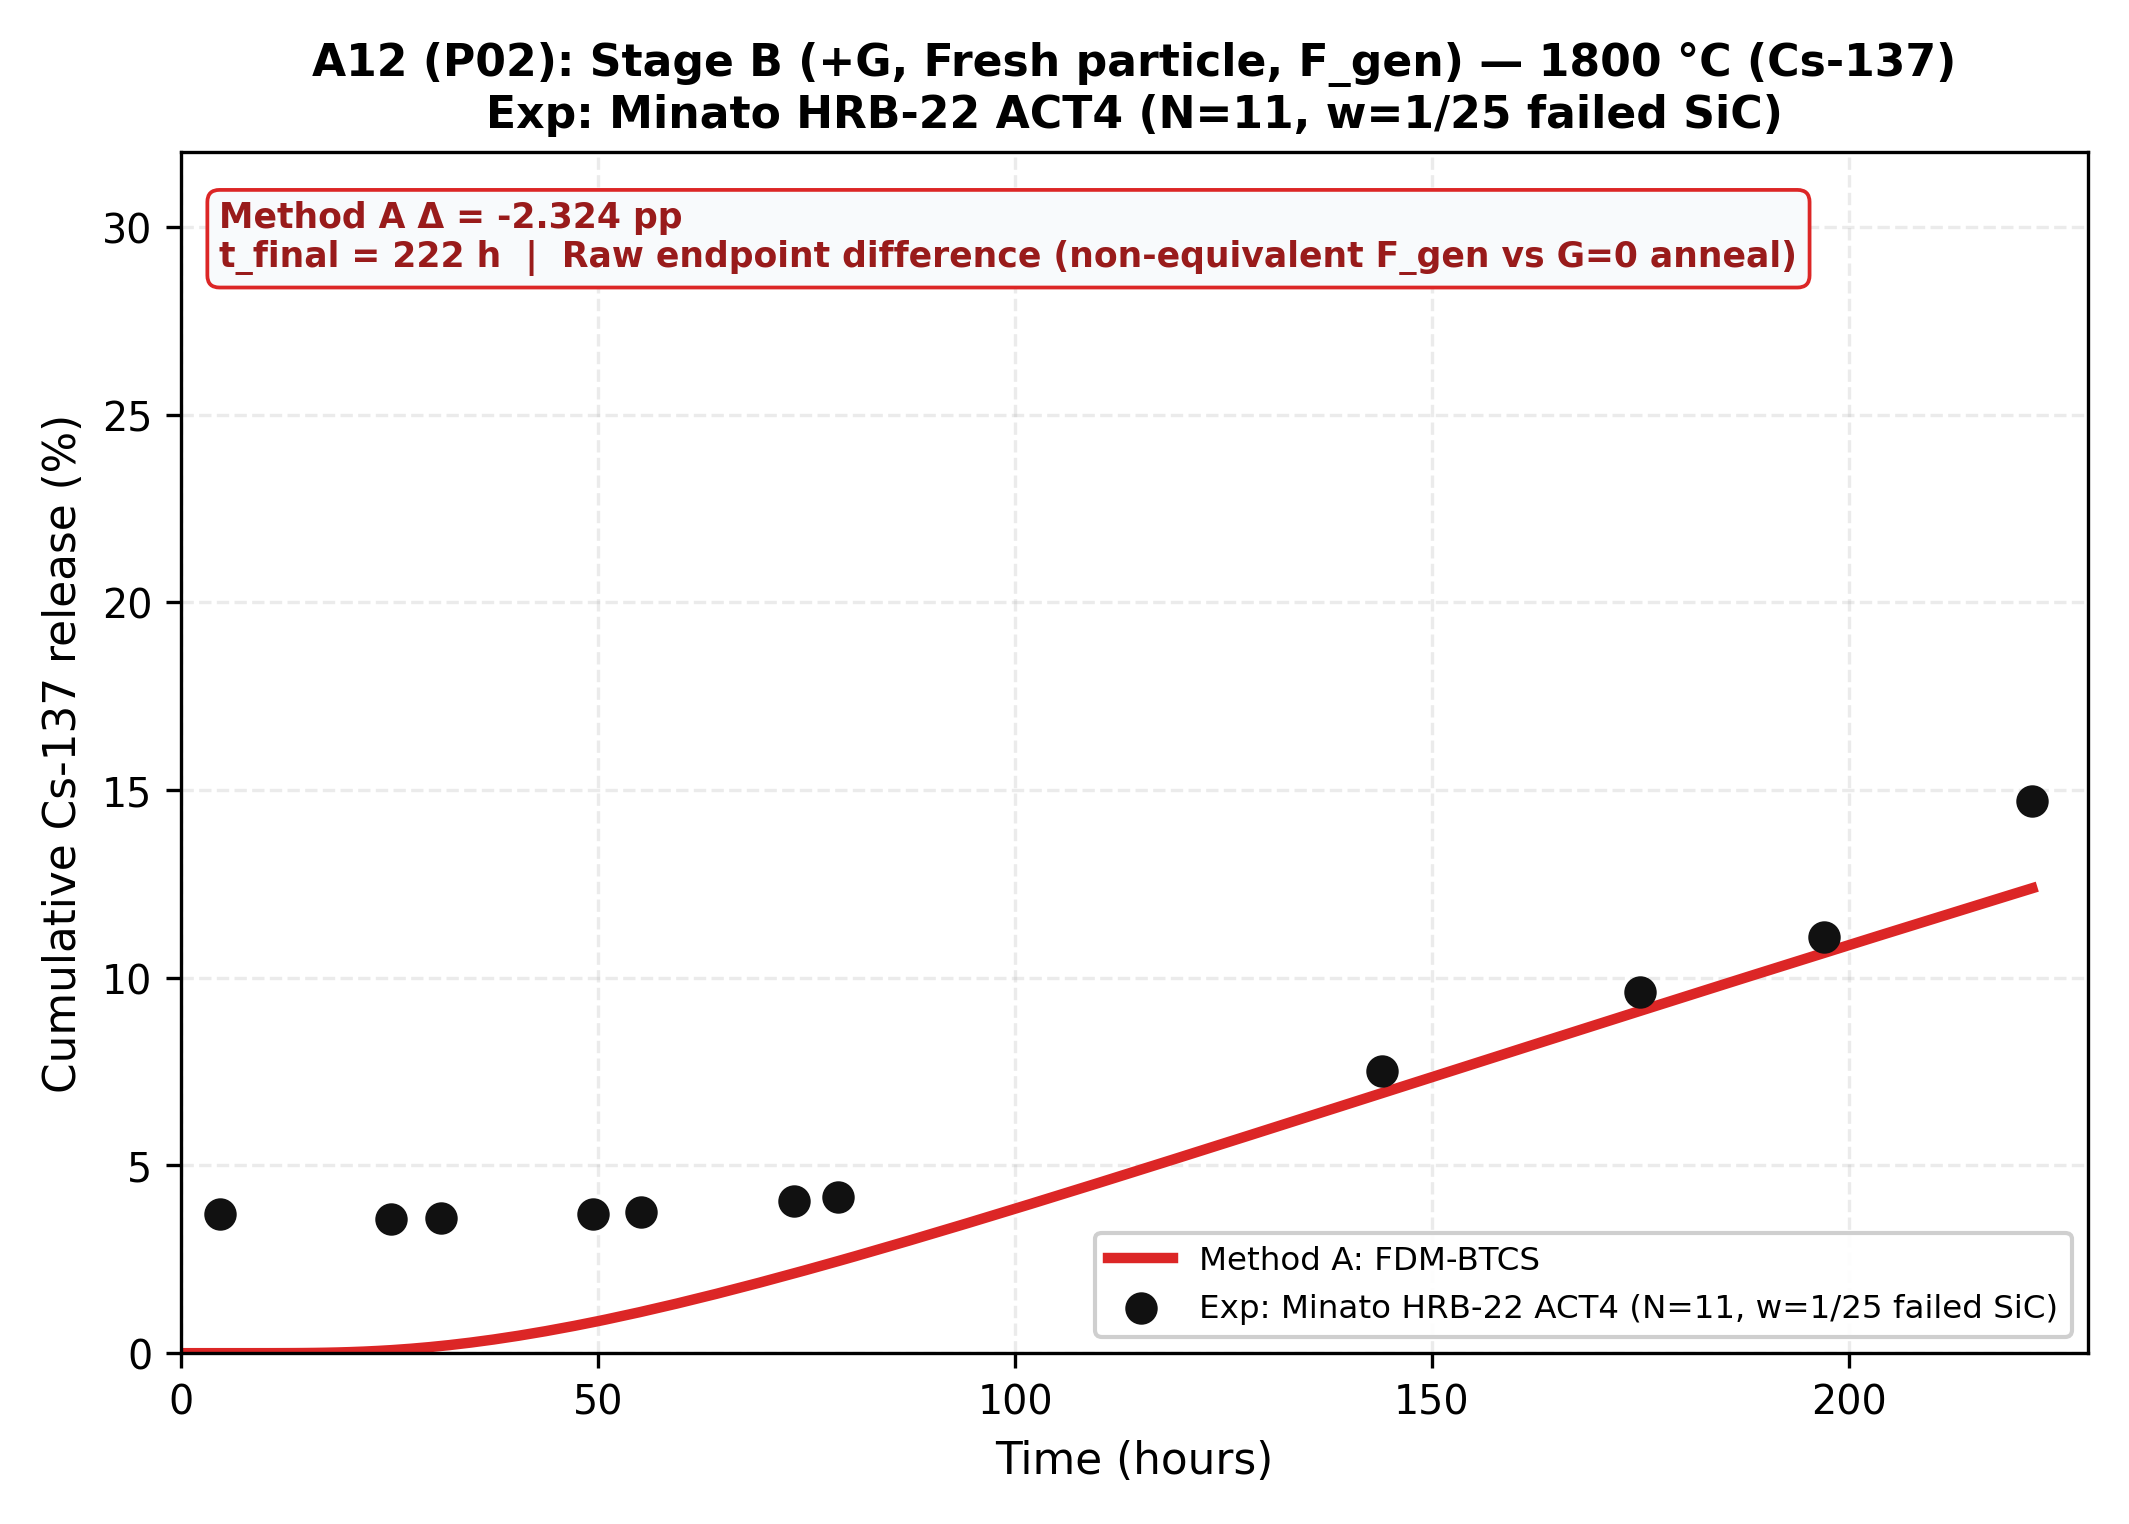 A12 (P02): Stage B (+G, Fresh particle, F_gen) — 1800 °C (Cs-137)
Exp: Minato HRB-22 ACT4 (N=11, w=1/25 failed SiC)
Method A Δ = -2.324 pp
t_final = 222 h | Raw endpoint difference (non-equivalent F_gen vs G=0 anneal)
Cumulative Cs-137 release (%)
30
25
20
15
10
5
0
Method A: FDM-BTCS
Exp: Minato HRB-22 ACT4 (N=11, w=1/25 failed SiC)
0 50 100 150 200
Time (hours)